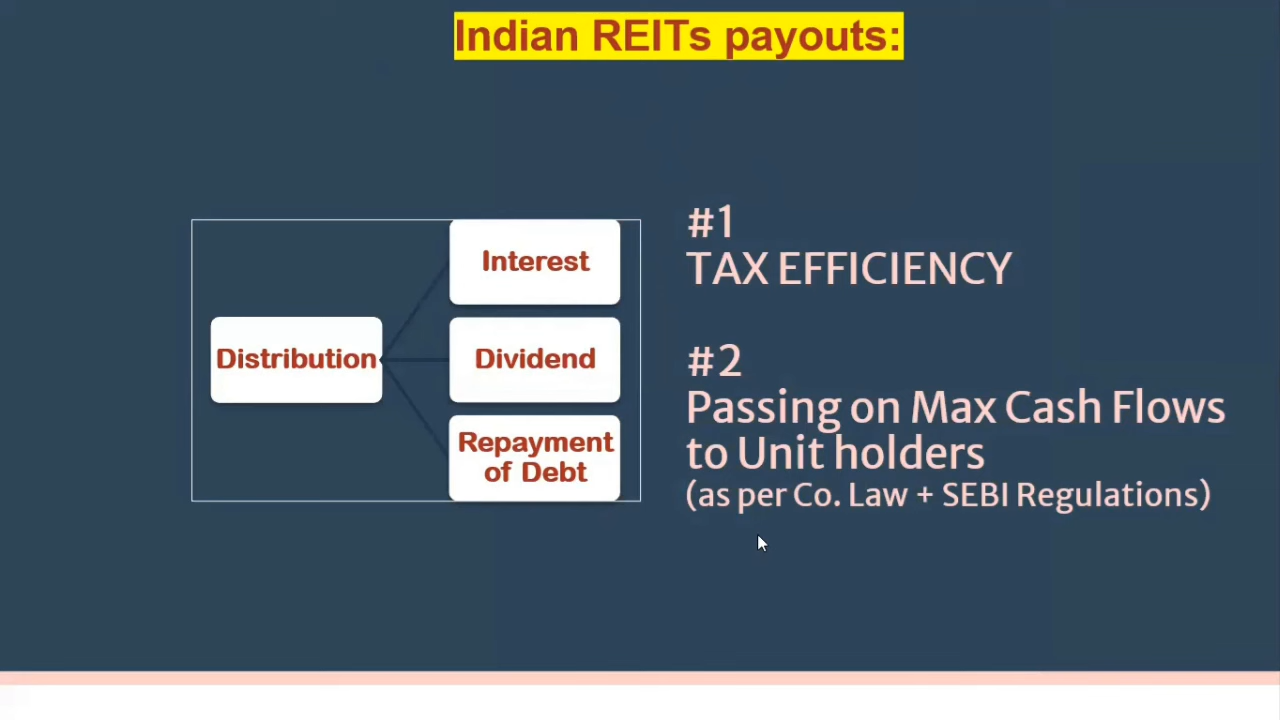 Indian REITs payouts:
Distribution
Interest
Dividend
Repayment
of Debt
#1
TAX EFFICIENCY
#2
Passing on Max Cash Flows
to Unit holders
(as per Co. Law + SEBI Regulations)